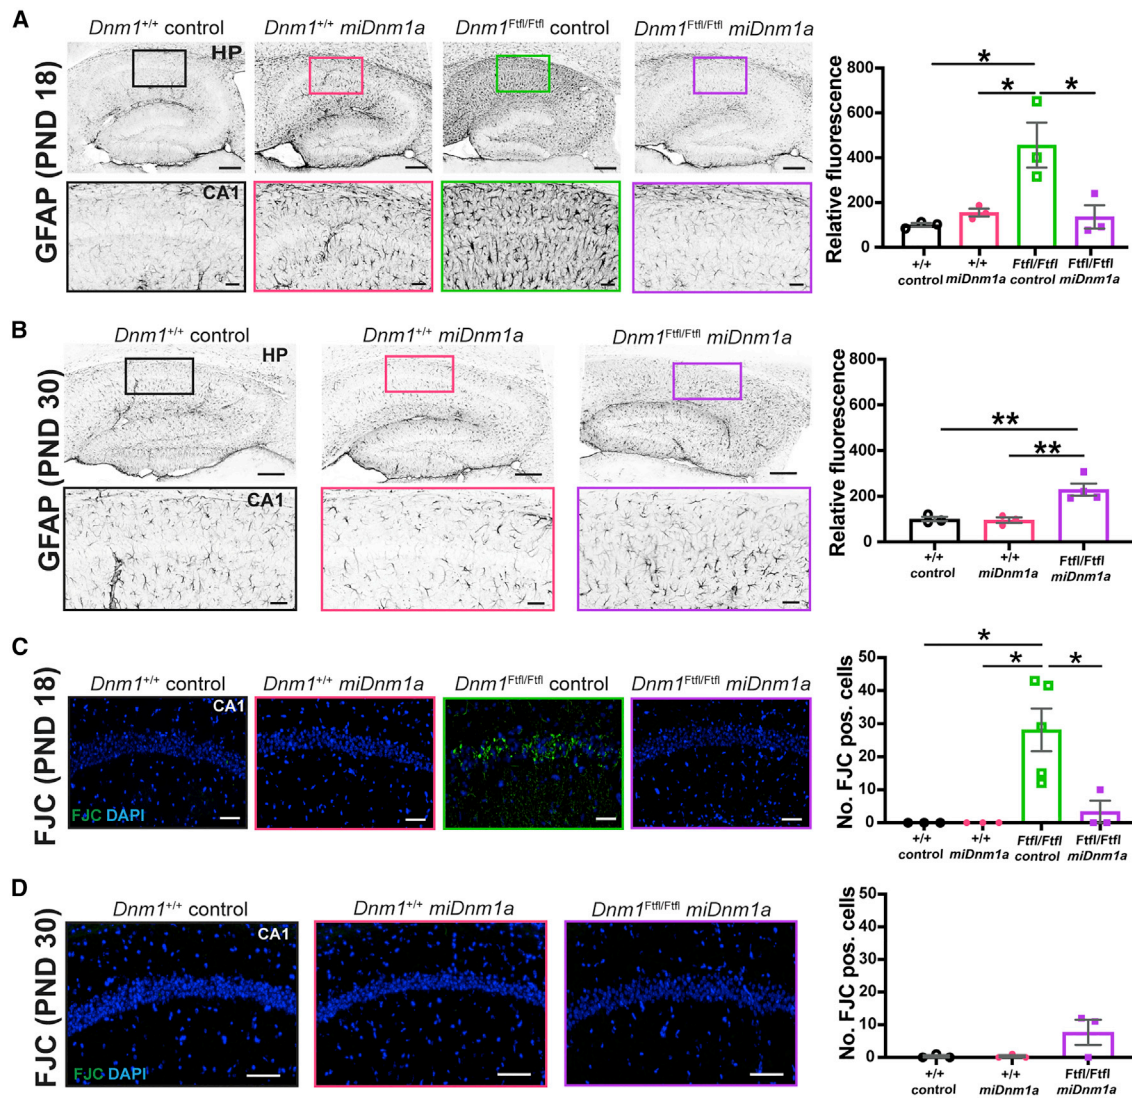 A
GFAP (PND 18)
Dnm1+/+ control
Dnm1+/+ miDnm1a
Dnm1Ftfl/Ftfl control
Dnm1Ftfl/Ftfl miDnm1a
HP
CA1
Relative fluorescence
800
600
400
200
0
* 
* *
+/+ control
+/+ miDnm1a
Ftfl/Ftfl control
Ftfl/Ftfl miDnm1a
B
GFAP (PND 30)
Dnm1+/+ control
Dnm1+/+ miDnm1a
Dnm1Ftfl/Ftfl miDnm1a
HP
CA1
Relative fluorescence
800
600
400
200
0
**
**
+/+ control
+/+ miDnm1a
Ftfl/Ftfl miDnm1a
C
FJC (PND 18)
Dnm1+/+ control
Dnm1+/+ miDnm1a
Dnm1Ftfl/Ftfl control
Dnm1Ftfl/Ftfl miDnm1a
CA1
FJC DAPI
No. FJC pos. cells
50
40
30
20
10
0
*
* *
+/+ control
+/+ miDnm1a
Ftfl/Ftfl control
Ftfl/Ftfl miDnm1a
D
FJC (PND 30)
Dnm1+/+ control
Dnm1+/+ miDnm1a
Dnm1Ftfl/Ftfl miDnm1a
CA1
FJC DAPI
No. FJC pos. cells
50
40
30
20
10
0
+/+ control
+/+ miDnm1a
Ftfl/Ftfl miDnm1a